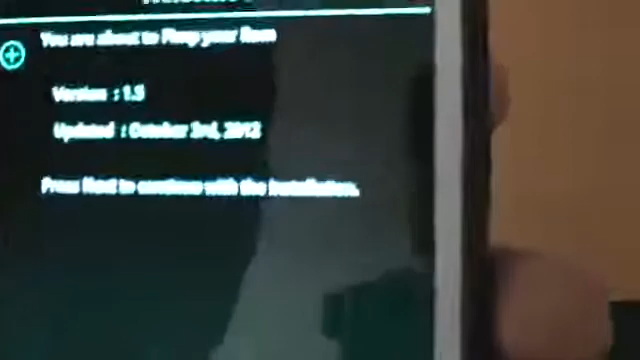 You are about to Pimp your Rom
Version : 1.5
Updated : October 3rd, 2012
Press Next to continue with the Installation.